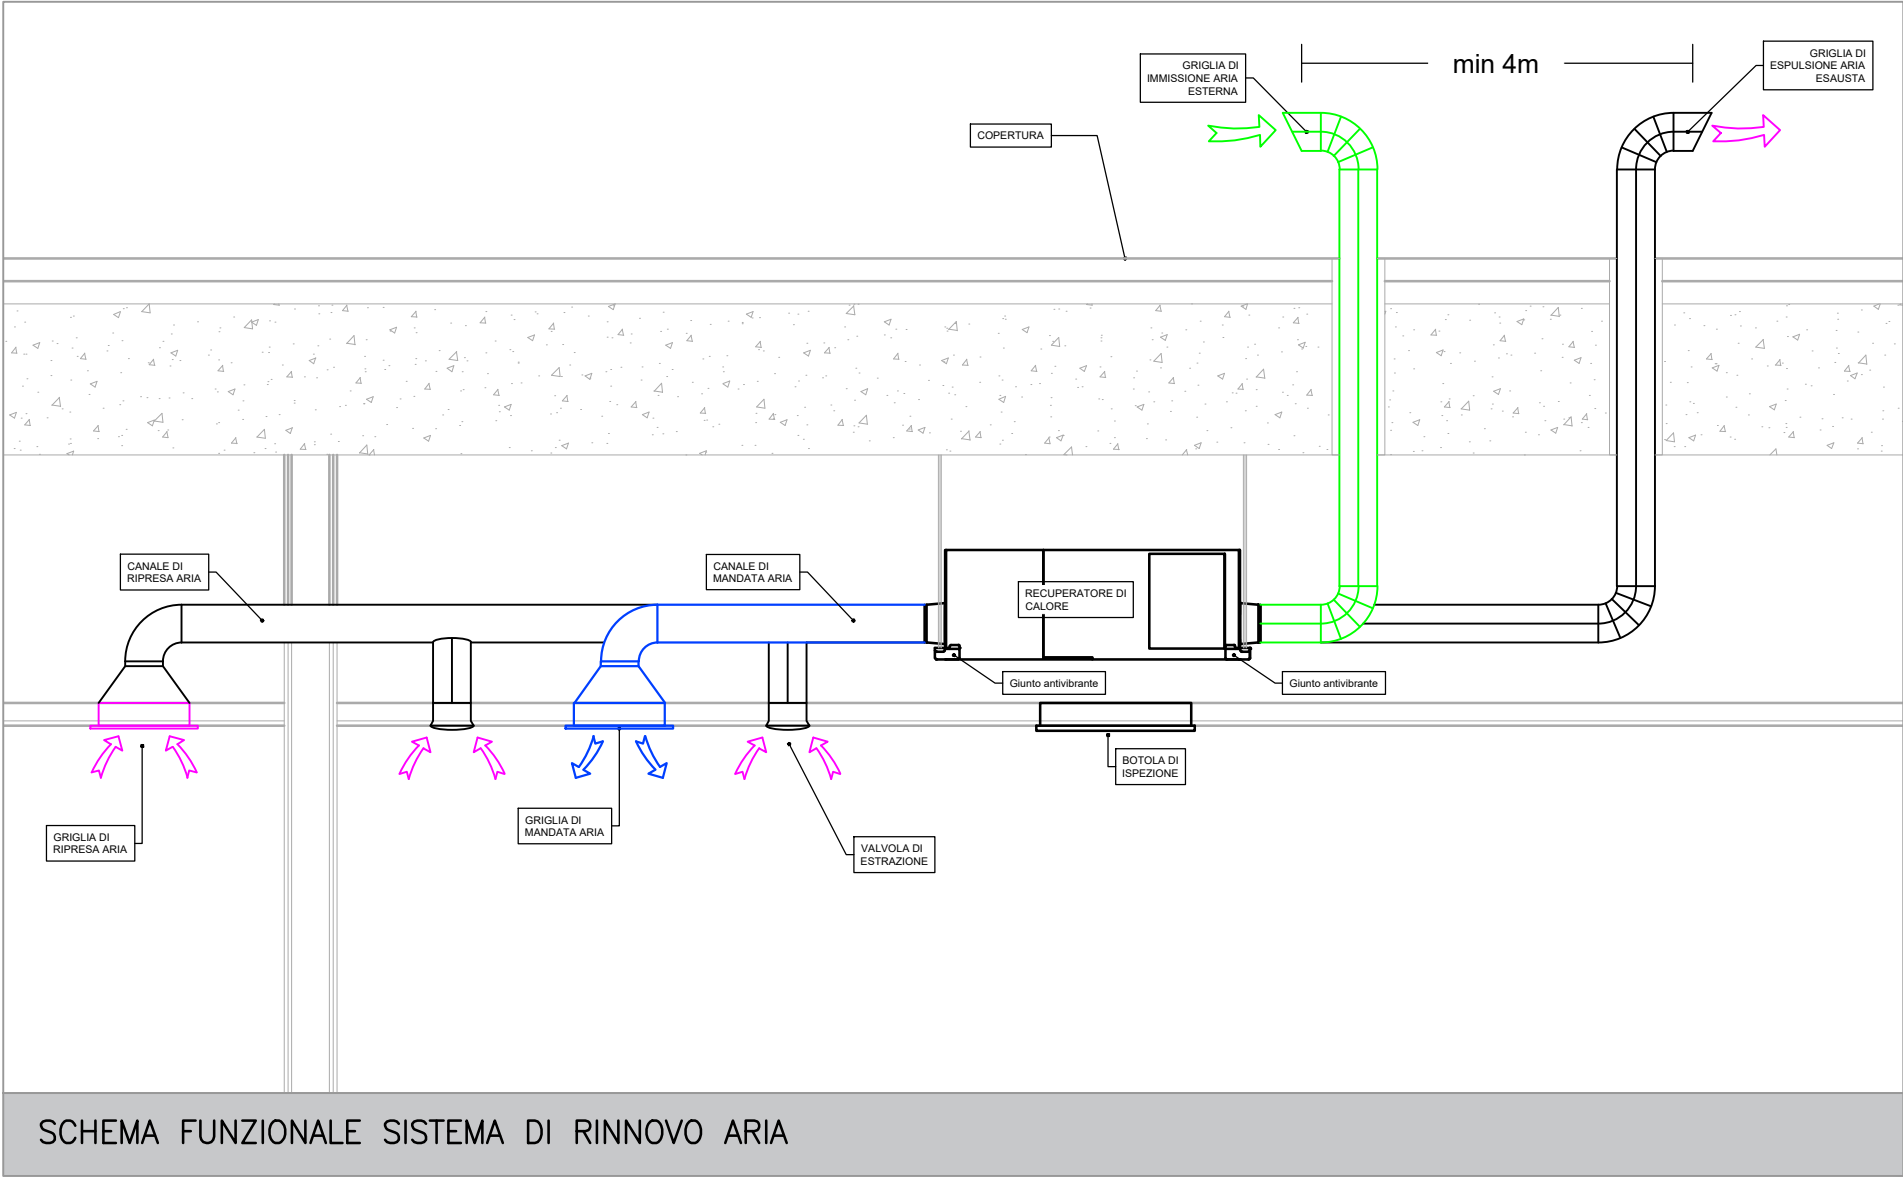 GRIGLIA DI
IMMISSIONE ARIA
ESTERNA
min 4m
GRIGLIA DI
ESPULSIONE ARIA
ESAUSTA
COPERTURA
CANALE DI
RIPRESA ARIA
CANALE DI
MANDATA ARIA
RECUPERATORE DI
CALORE
Giunto antivibrante
Giunto antivibrante
BOTOLA DI
ISPEZIONE
GRIGLIA DI
MANDATA ARIA
GRIGLIA DI
RIPRESA ARIA
VALVOLA DI
ESTRAZIONE
SCHEMA FUNZIONALE SISTEMA DI RINNOVO ARIA